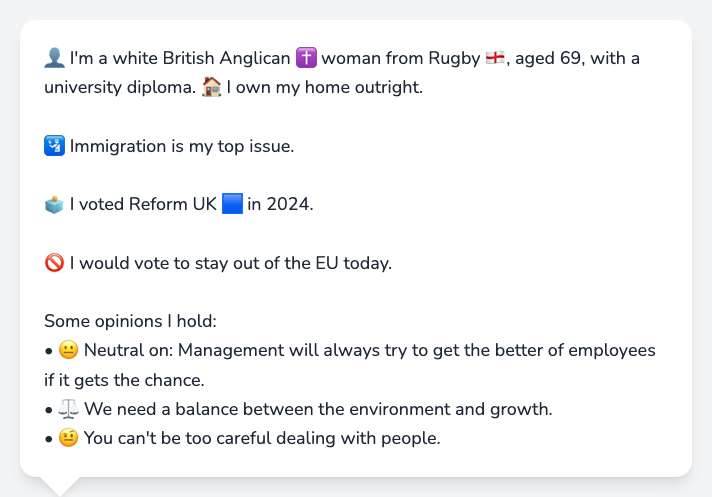 👤 I'm a white British Anglican ✝️ woman from Rugby 🏴󠁧󠁢󠁥󠁮󠁧󠁿, aged 69, with a
university diploma. 🏠 I own my home outright.
🛂 Immigration is my top issue.
🗳️ I voted Reform UK 🟦 in 2024.
🚫 I would vote to stay out of the EU today.
Some opinions I hold:
• 😐 Neutral on: Management will always try to get the better of employees
if it gets the chance.
• ⚖️ We need a balance between the environment and growth.
• 🤨 You can't be too careful dealing with people.